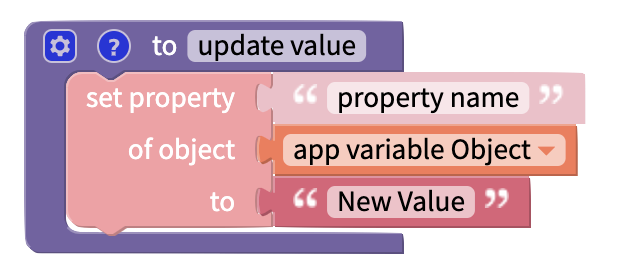 ? to update value
set property “ property name ”
of object app variable Object
to “ New Value ”